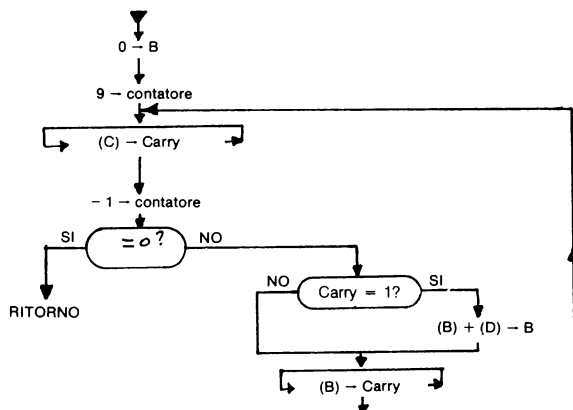 0 → B
9 → contatore
(C) → Carry
- 1 → contatore
SI
= 0 ?
NO
RITORNO
NO
Carry = 1?
SI
(B) + (D) → B
(B) → Carry